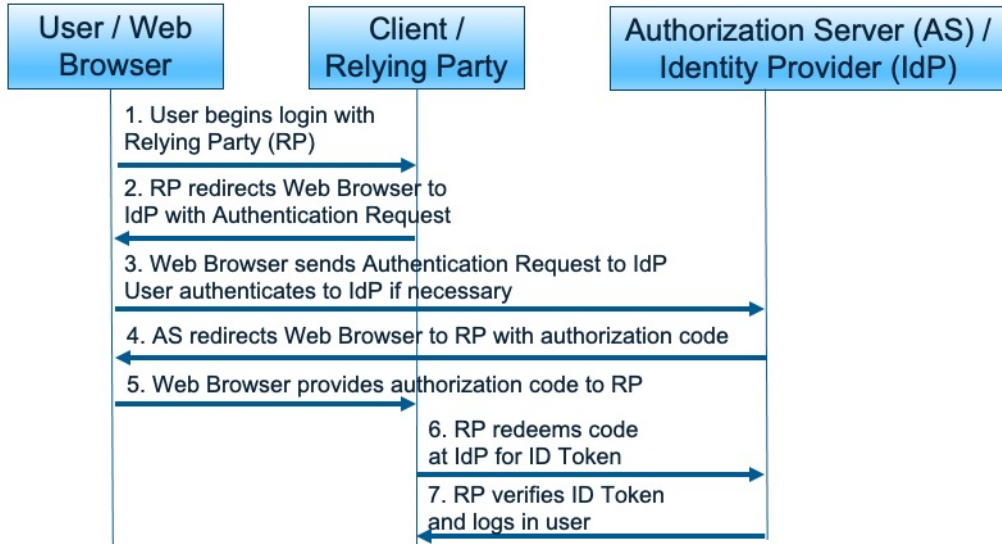 User / Web
Browser
Client /
Relying Party
Authorization Server (AS) /
Identity Provider (IdP)
1. User begins login with
Relying Party (RP)
2. RP redirects Web Browser to
IdP with Authentication Request
3. Web Browser sends Authentication Request to IdP
User authenticates to IdP if necessary
4. AS redirects Web Browser to RP with authorization code
5. Web Browser provides authorization code to RP
6. RP redeems code
at IdP for ID Token
7. RP verifies ID Token
and logs in user